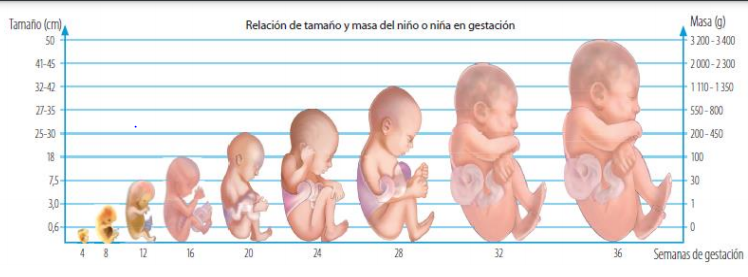 Relación de tamaño y masa del niño o niña en gestación
Tamaño (cm)
50
41-45
32-42
27-35
25-30
18
7,5
3,0
0,6
Masa (g)
3 200 - 3 400
2 000 - 2 300
1 110 - 1 350
550 - 800
200 - 450
100
30
1
0
4 8 12 16 20 24 28 32 36 Semanas de gestación